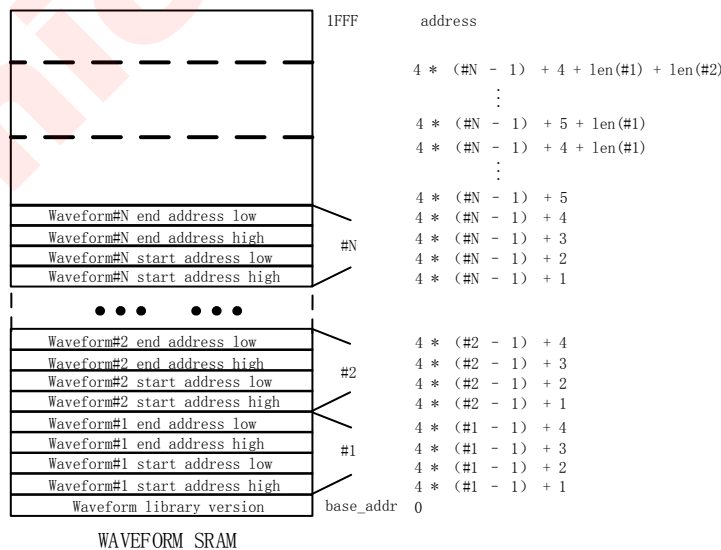 1FFF address
4 * (#N - 1) + 4 + len(#1) + len(#2)
4 * (#N - 1) + 5 + len(#1)
4 * (#N - 1) + 4 + len(#1)
4 * (#N - 1) + 5
Waveform#N end address low 4 * (#N - 1) + 4
Waveform#N end address high 4 * (#N - 1) + 3
#N
Waveform#N start address low 4 * (#N - 1) + 2
Waveform#N start address high 4 * (#N - 1) + 1
Waveform#2 end address low 4 * (#2 - 1) + 4
Waveform#2 end address high 4 * (#2 - 1) + 3
#2
Waveform#2 start address low 4 * (#2 - 1) + 2
Waveform#2 start address high 4 * (#2 - 1) + 1
Waveform#1 end address low 4 * (#1 - 1) + 4
Waveform#1 end address high 4 * (#1 - 1) + 3
#1
Waveform#1 start address low 4 * (#1 - 1) + 2
Waveform#1 start address high 4 * (#1 - 1) + 1
Waveform library version base_addr 0
WAVEFORM SRAM